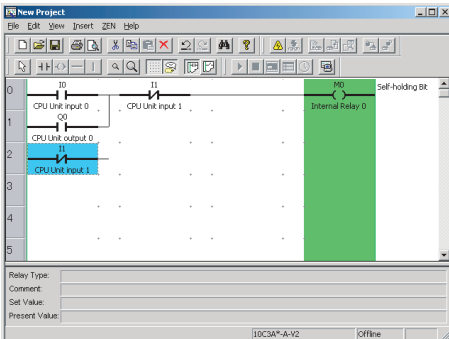 New Project
File Edit View Insert ZEN Help
0 I0 I1 M0 Self-holding Bit
CPU Unit input 0 CPU Unit input 1 Internal Relay 0
1 Q0
CPU Unit output 0
2 I1
CPU Unit input 1
3
4
5
Relay Type:
Comment:
Set Value:
Present Value:
10C3A*-A-V2 Offline